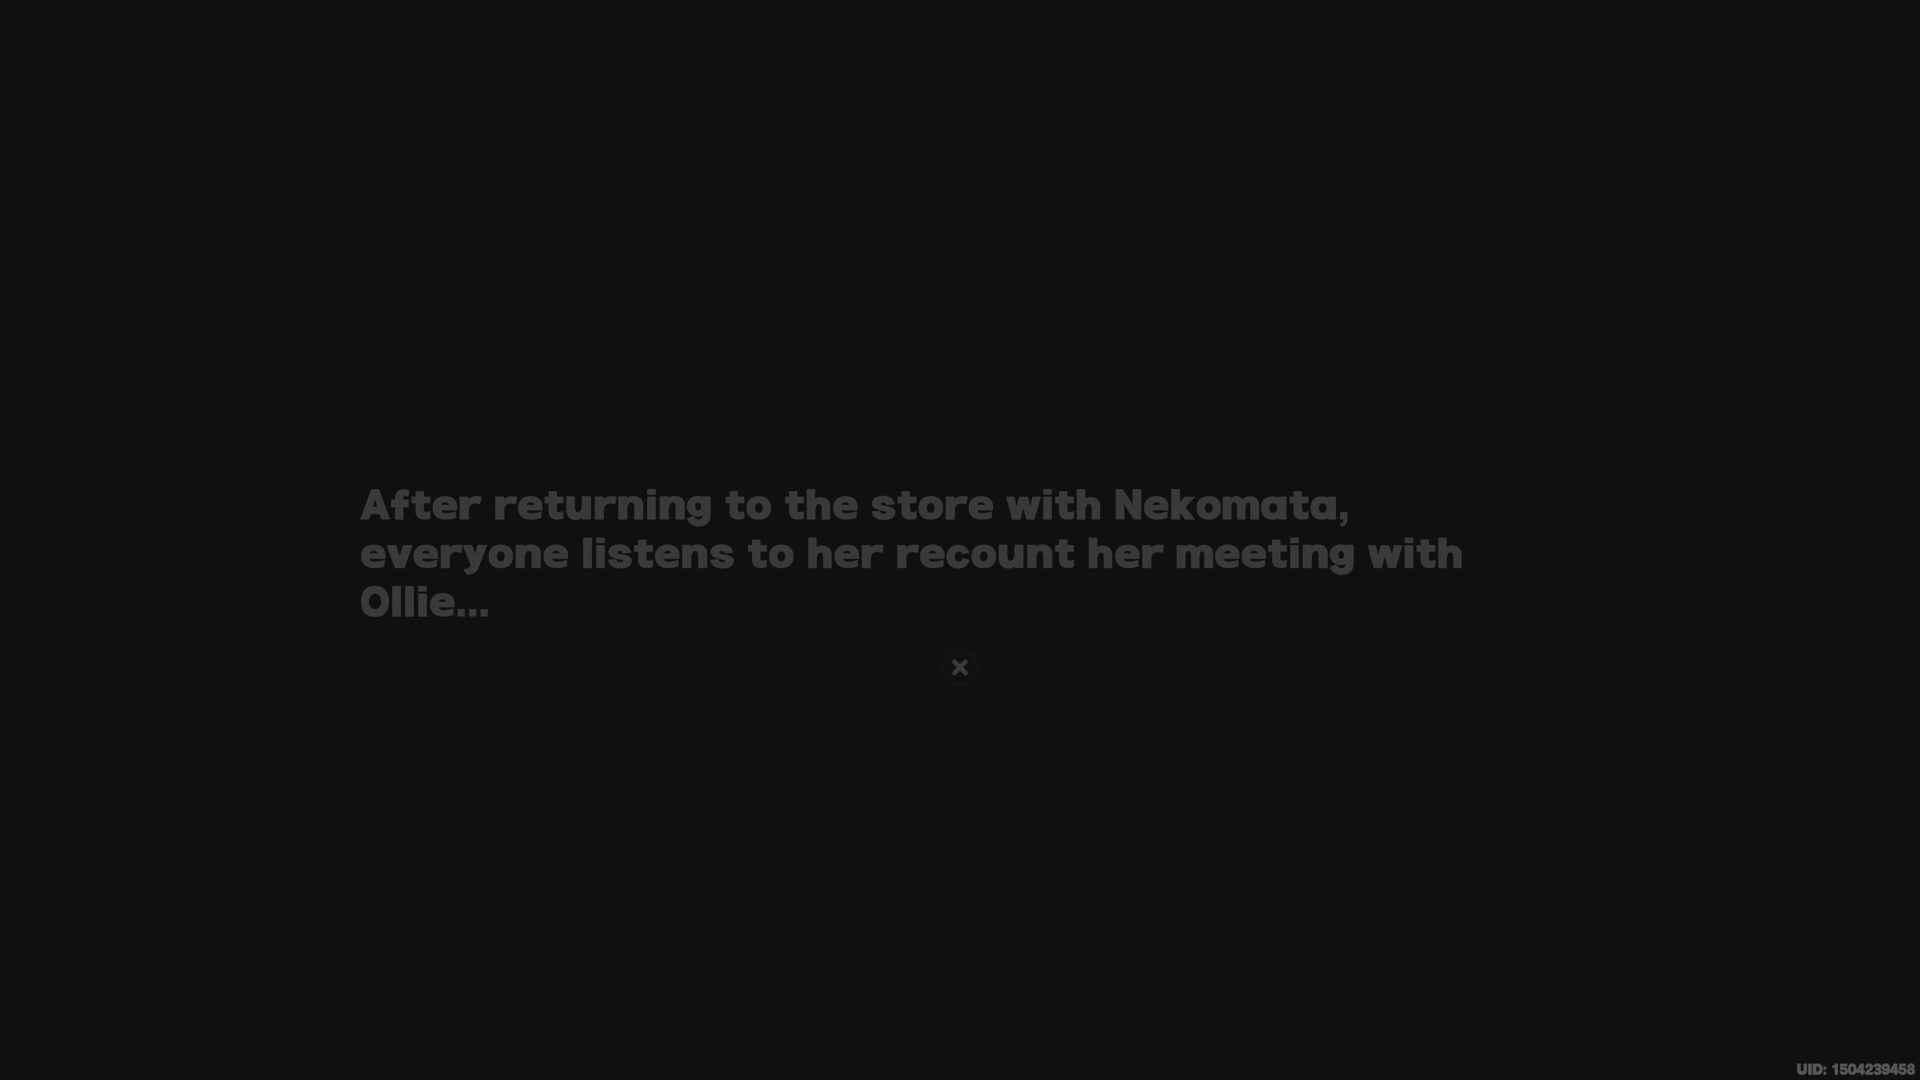 After returning to the store with Nekomata,
everyone listens to her recount her meeting with
Ollie...
UID: 1504239458